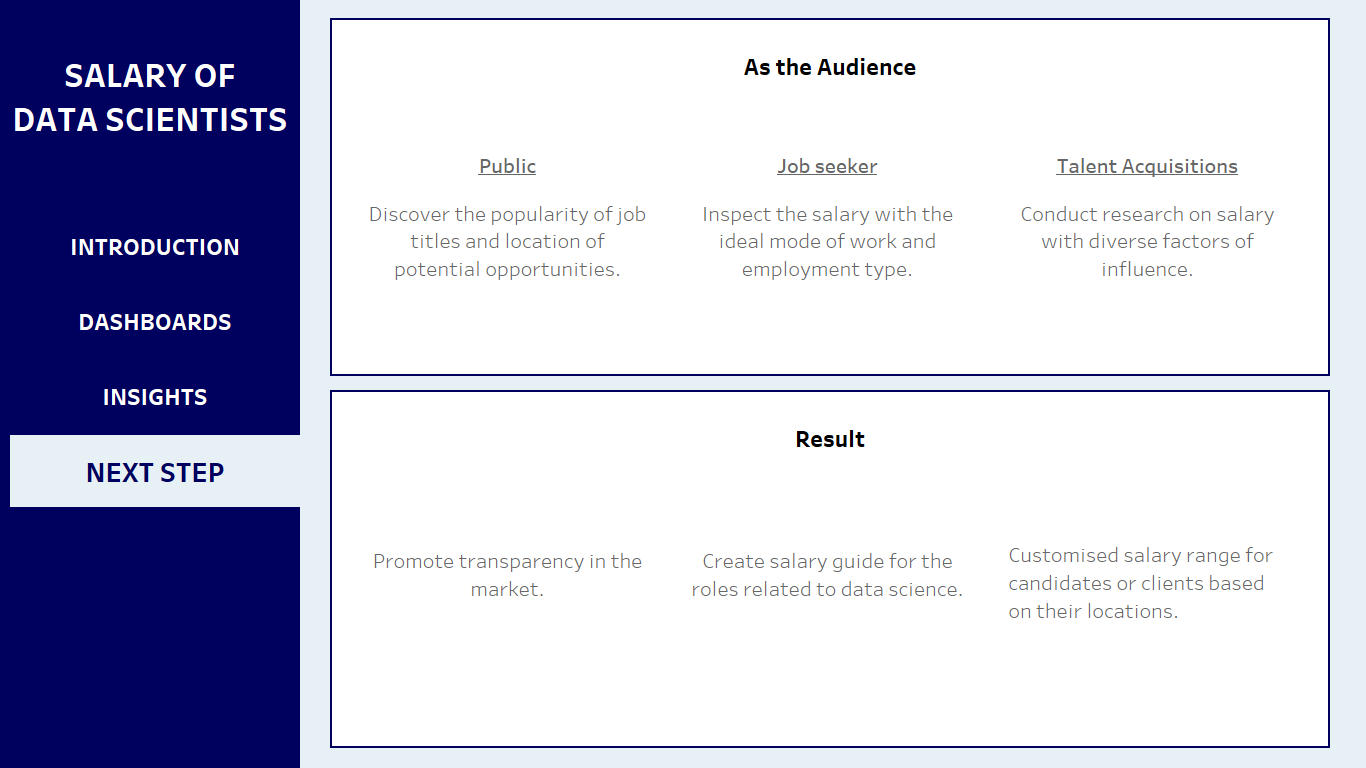 SALARY OF
DATA SCIENTISTS
INTRODUCTION
DASHBOARDS
INSIGHTS
NEXT STEP
As the Audience
Public
Discover the popularity of job
titles and location of
potential opportunities.
Job seeker
Inspect the salary with the
ideal mode of work and
employment type.
Talent Acquisitions
Conduct research on salary
with diverse factors of
influence.
Result
Promote transparency in the
market.
Create salary guide for the
roles related to data science.
Customised salary range for
candidates or clients based
on their locations.